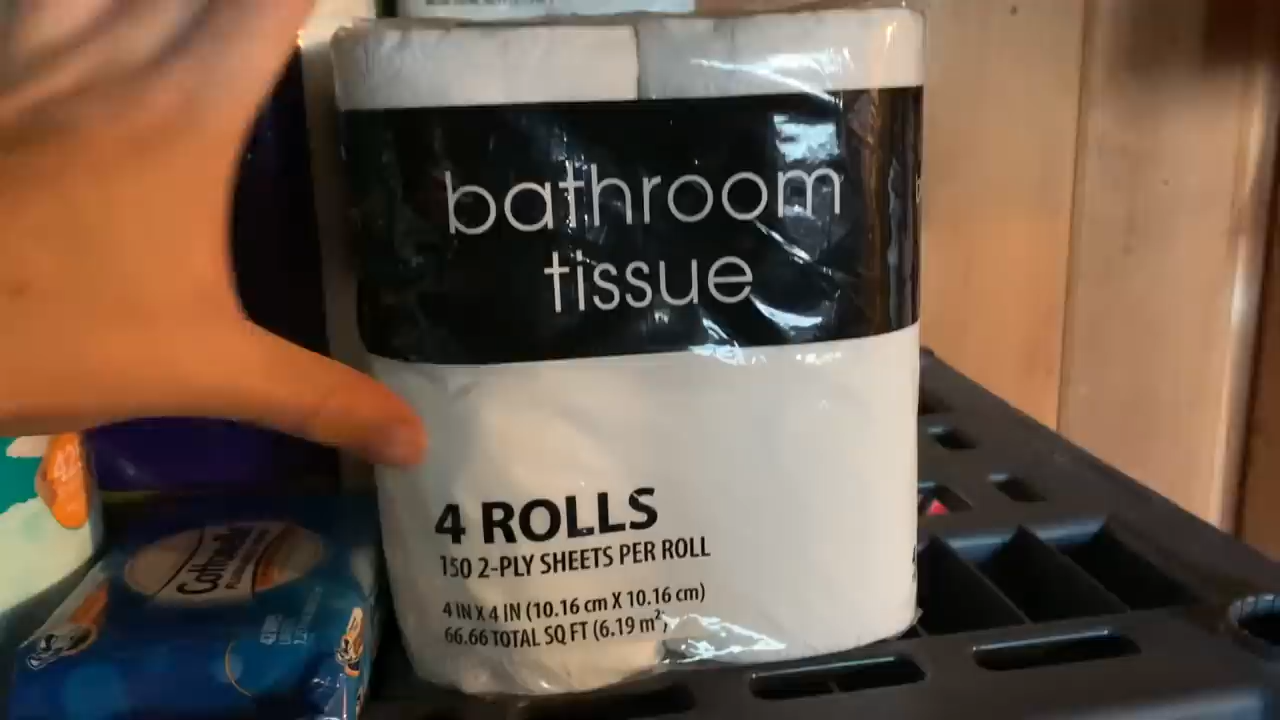 bathroom
tissue
4 ROLLS
150 2-PLY SHEETS PER ROLL
4 IN X 4 IN (10.16 cm X 10.16 cm)
66.66 TOTAL SQ FT (6.19 m²)
Cottonelle